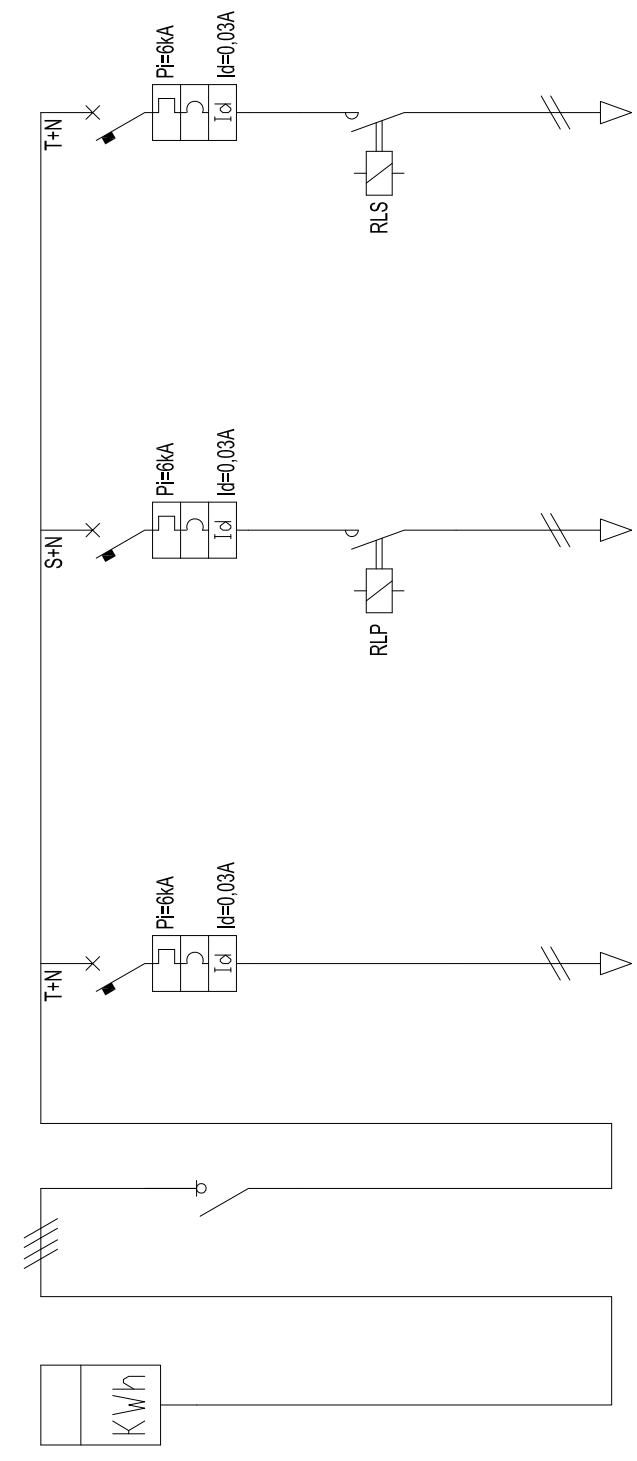 Pi=6kA
Id=0,03A
T+N
Id
RLS
Pi=6kA
Id=0,03A
S+N
Id
RLP
Pi=6kA
Id=0,03A
T+N
Id
KWh